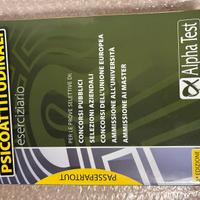 PSICOATTITUDINALI
eserciziario
PER LE PROVE SELETTIVE DI:
CONCORSI PUBBLICI
SELEZIONI AZIENDALI
CONCORSI DELL'UNIONE EUROPEA
AMMISSIONE ALL'UNIVERSITÀ
AMMISSIONE AI MASTER
Alpha Test
PASSEPARTOUT
EDIZIONE